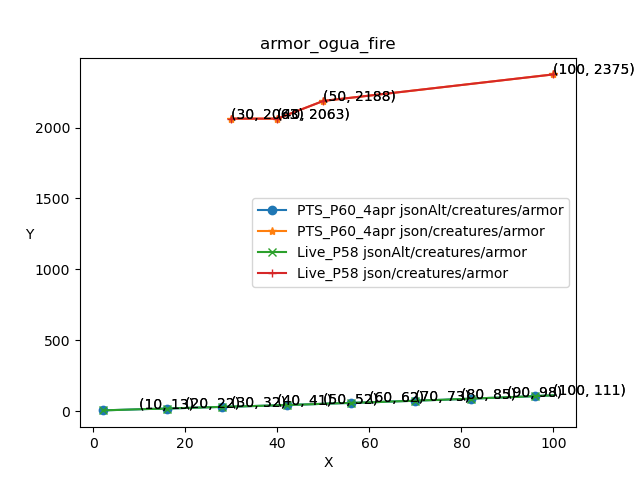 armor_ogua_fire
(100, 2375)
(50, 2188)
(30, 2063)
(40, 2063)
2000
1500
1000
500
0
Y
PTS_P60_4apr jsonAlt/creatures/armor
PTS_P60_4apr json/creatures/armor
Live_P58 jsonAlt/creatures/armor
Live_P58 json/creatures/armor
(10, 13)
(20, 22)
(30, 32)
(40, 41)
(50, 52)
(60, 62)
(70, 73)
(80, 85)
(90, 98)
(100, 111)
0 20 40 60 80 100
X